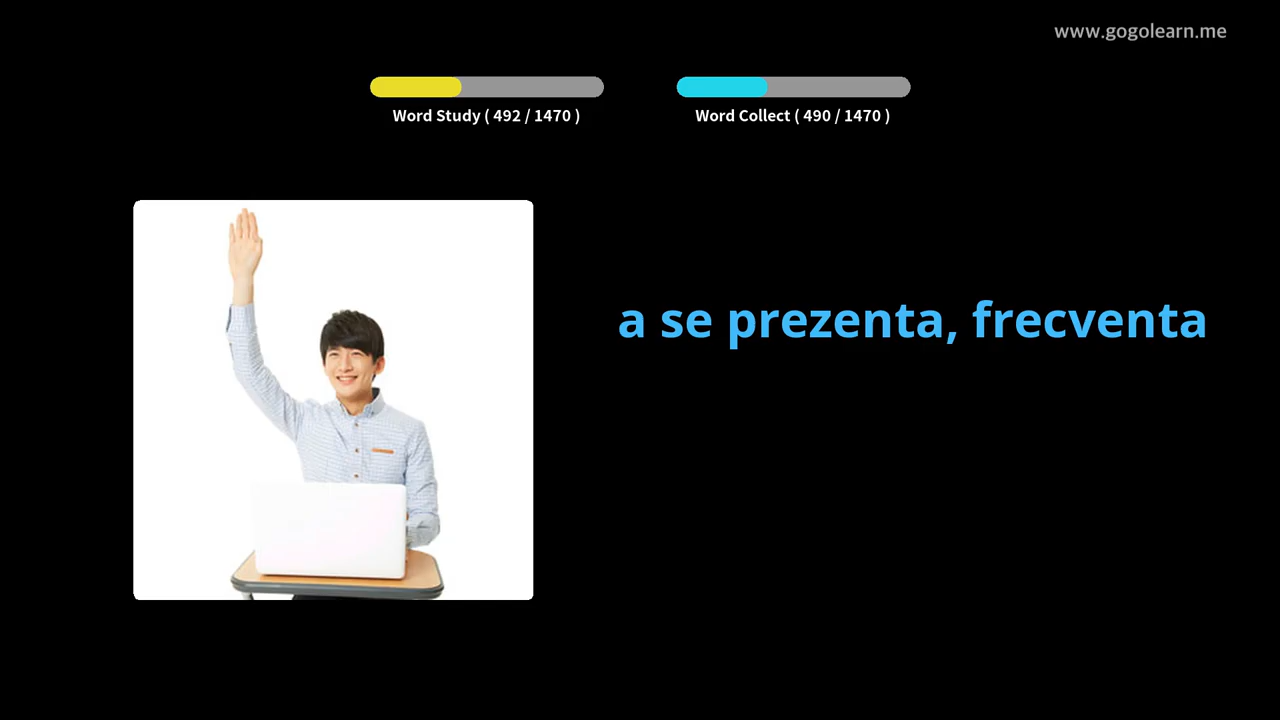 www.gogolearn.me
Word Study ( 492 / 1470 )
Word Collect ( 490 / 1470 )
a se prezenta, frecventa